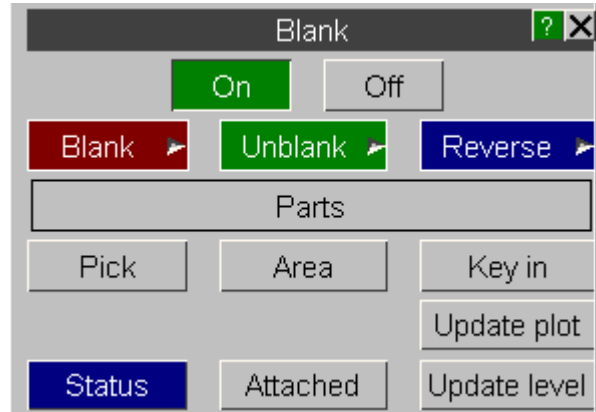 Blank ? X
On Off
Blank Unblank Reverse
Parts
Pick Area Key in
Update plot
Status Attached Update level